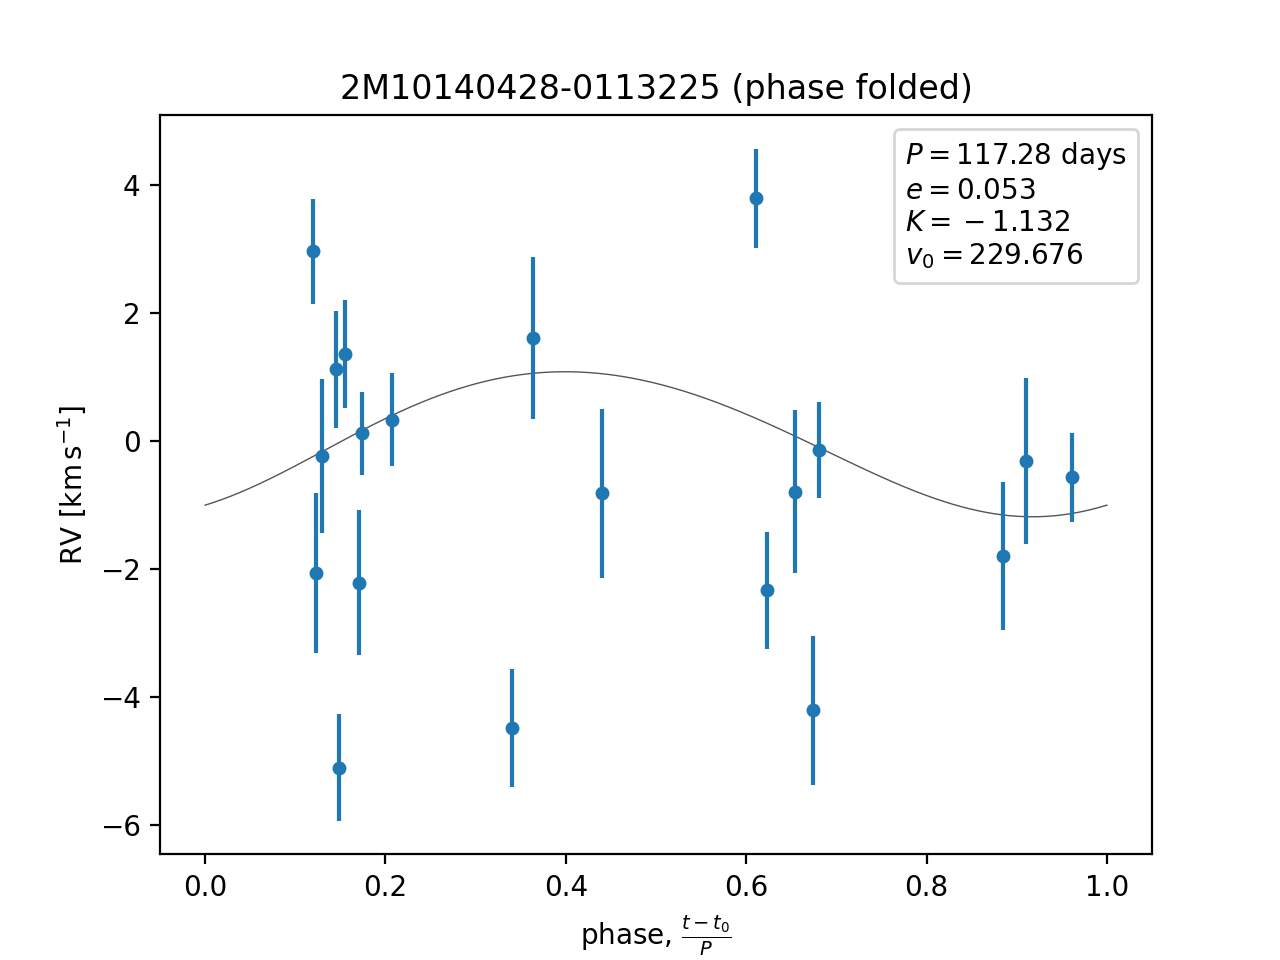 2M10140428-0113225 (phase folded)
P = 117.28 days
e = 0.053
K = − 1.132
v₀ = 229.676
RV [km s⁻¹]
4
2
0
−2
−4
−6
0.0 0.2 0.4 0.6 0.8 1.0
phase, (t − t₀)/P